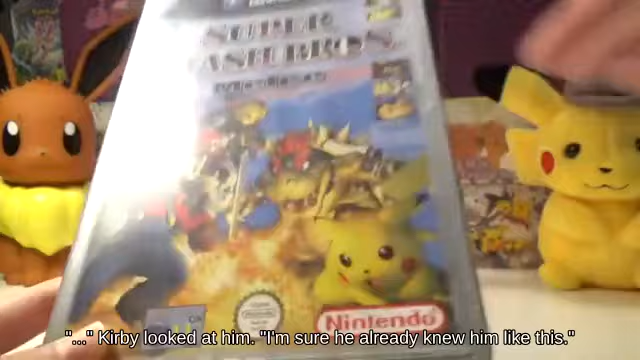 SUPER
SMASH BROS.
Nintendo
"..." Kirby looked at him. "I'm sure he already knew him like this."